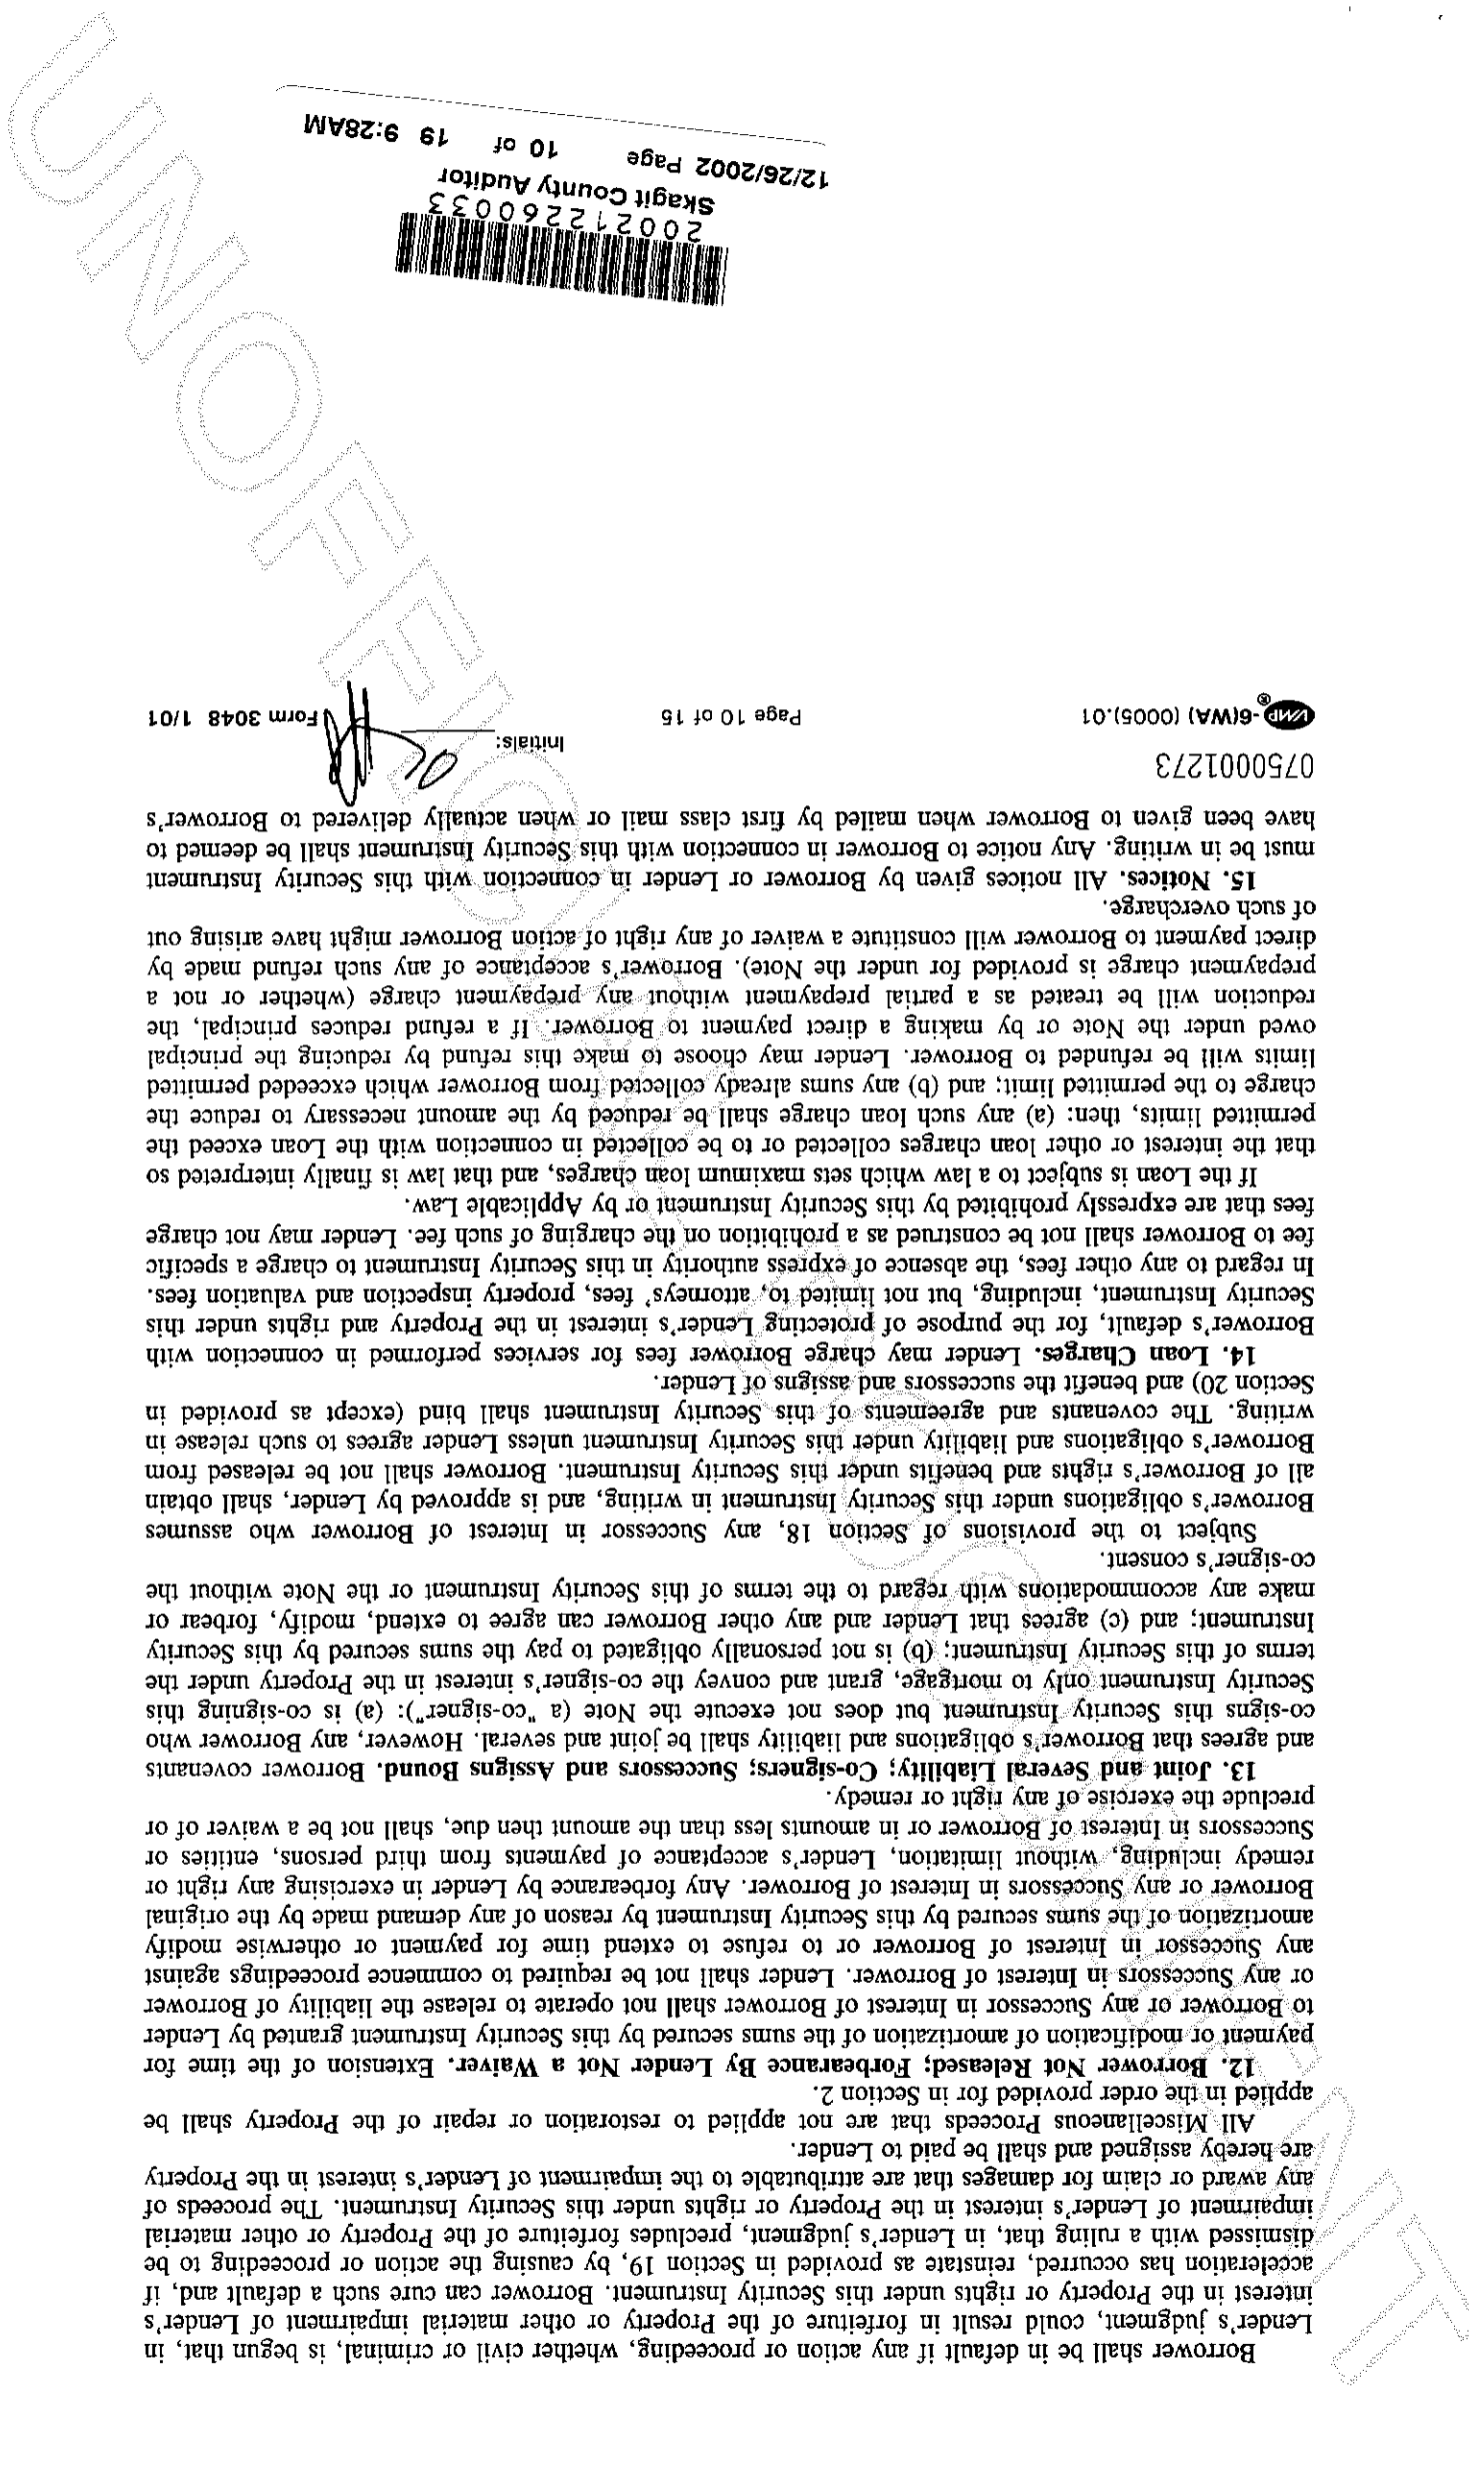 Borrower shall be in default if any action or proceeding, whether civil or criminal, is begun that, in
Lender's judgment, could result in forfeiture of the Property or other material impairment of Lender's
interest in the Property or rights under this Security Instrument. Borrower can cure such a default and, if
acceleration has occurred, reinstate as provided in Section 19, by causing the action or proceeding to be
dismissed with a ruling that, in Lender's judgment, precludes forfeiture of the Property or other material
impairment of Lender's interest in the Property or rights under this Security Instrument. The proceeds of
any award or claim for damages that are attributable to the impairment of Lender's interest in the Property
are hereby assigned and shall be paid to Lender.
All Miscellaneous Proceeds that are not applied to restoration or repair of the Property shall be
applied in the order provided for in Section 2.
12. Borrower Not Released; Forbearance By Lender Not a Waiver. Extension of the time for
payment or modification of amortization of the sums secured by this Security Instrument granted by Lender
to Borrower or any Successor in Interest of Borrower shall not operate to release the liability of Borrower
or any Successors in Interest of Borrower. Lender shall not be required to commence proceedings against
any Successor in Interest of Borrower or to refuse to extend time for payment or otherwise modify
amortization of the sums secured by this Security Instrument by reason of any demand made by the original
Borrower or any Successors in Interest of Borrower. Any forbearance by Lender in exercising any right or
remedy including, without limitation, Lender's acceptance of payments from third persons, entities or
Successors in Interest of Borrower or in amounts less than the amount then due, shall not be a waiver of or
preclude the exercise of any right or remedy.
13. Joint and Several Liability; Co-signers; Successors and Assigns Bound. Borrower covenants
and agrees that Borrower's obligations and liability shall be joint and several. However, any Borrower who
co-signs this Security Instrument but does not execute the Note (a "co-signer"): (a) is co-signing this
Security Instrument only to mortgage, grant and convey the co-signer's interest in the Property under the
terms of this Security Instrument; (b) is not personally obligated to pay the sums secured by this Security
Instrument; and (c) agrees that Lender and any other Borrower can agree to extend, modify, forbear or
make any accommodations with regard to the terms of this Security Instrument or the Note without the
co-signer's consent.
Subject to the provisions of Section 18, any Successor in Interest of Borrower who assumes
Borrower's obligations under this Security Instrument in writing, and is approved by Lender, shall obtain
all of Borrower's rights and benefits under this Security Instrument. Borrower shall not be released from
Borrower's obligations and liability under this Security Instrument unless Lender agrees to such release in
writing. The covenants and agreements of this Security Instrument shall bind (except as provided in
Section 20) and benefit the successors and assigns of Lender.
14. Loan Charges. Lender may charge Borrower fees for services performed in connection with
Borrower's default, for the purpose of protecting Lender's interest in the Property and rights under this
Security Instrument, including, but not limited to, attorneys' fees, property inspection and valuation fees.
In regard to any other fees, the absence of express authority in this Security Instrument to charge a specific
fee to Borrower shall not be construed as a prohibition on the charging of such fee. Lender may not charge
fees that are expressly prohibited by this Security Instrument or by Applicable Law.
If the Loan is subject to a law which sets maximum loan charges, and that law is finally interpreted so
that the interest or other loan charges collected or to be collected in connection with the Loan exceed the
permitted limits, then: (a) any such loan charge shall be reduced by the amount necessary to reduce the
charge to the permitted limit; and (b) any sums already collected from Borrower which exceeded permitted
limits will be refunded to Borrower. Lender may choose to make this refund by reducing the principal
owed under the Note or by making a direct payment to Borrower. If a refund reduces principal, the
reduction will be treated as a partial prepayment without any prepayment charge (whether or not a
prepayment charge is provided for under the Note). Borrower's acceptance of any such refund made by
direct payment to Borrower will constitute a waiver of any right of action Borrower might have arising out
of such overcharge.
15. Notices. All notices given by Borrower or Lender in connection with this Security Instrument
must be in writing. Any notice to Borrower in connection with this Security Instrument shall be deemed to
have been given to Borrower when mailed by first class mail or when actually delivered to Borrower's
0750001273
Initials:
VMP®-6(WA) (0005).01 Page 10 of 15 Form 3048 1/01
200212260033
Skagit County Auditor
12/26/2002 Page 10 of 19 9:28AM
UNOFFICIAL DOCUMENT